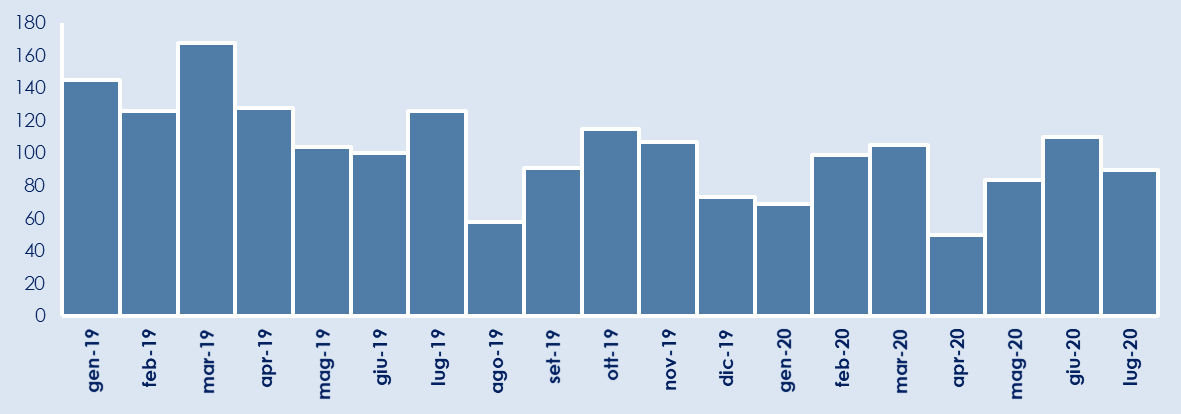 180
160
140
120
100
80
60
40
20
0
gen-19
feb-19
mar-19
apr-19
mag-19
giu-19
lug-19
ago-19
set-19
ott-19
nov-19
dic-19
gen-20
feb-20
mar-20
apr-20
mag-20
giu-20
lug-20